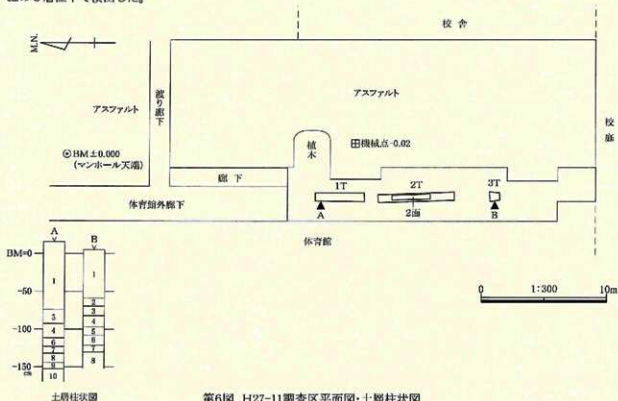 校舎
M.N.
アスファルト
渡り廊下
アスファルト
校庭
BM±0.000
(マンホール天端)
植木
機械点-0.02
廊下
1T
2T
3T
A
2面
B
体育館外廊下
体育館
A
B
BM=0
-50
-100
-150
cm
1
3
4
6
7
8
9
10
1
2
3
4
5
6
7
8
0
1:300
10m
土層柱状図
第6図 H27-11調査区平面図・土層柱状図